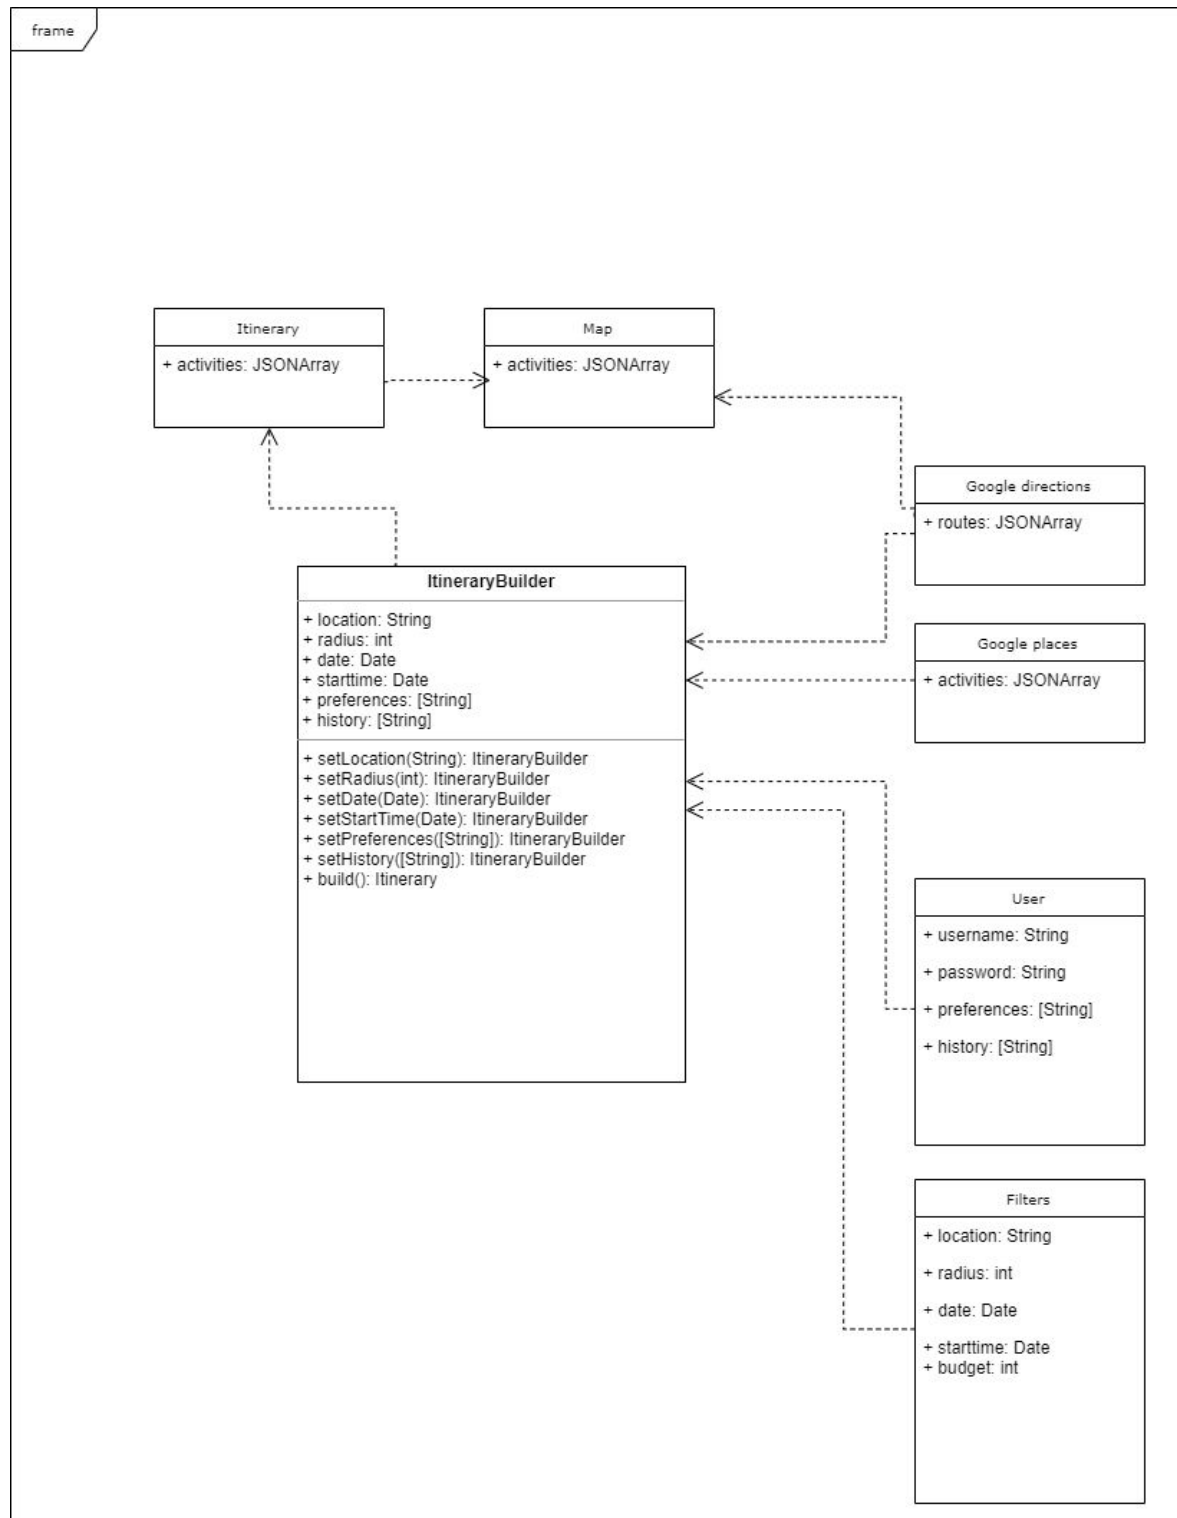 frame
Itinerary
+ activities: JSONArray
Map
+ activities: JSONArray
Google directions
+ routes: JSONArray
ItineraryBuilder
+ location: String
+ radius: int
+ date: Date
+ starttime: Date
+ preferences: [String]
+ history: [String]
+ setLocation(String): ItineraryBuilder
+ setRadius(int): ItineraryBuilder
+ setDate(Date): ItineraryBuilder
+ setStartTime(Date): ItineraryBuilder
+ setPreferences([String]): ItineraryBuilder
+ setHistory([String]): ItineraryBuilder
+ build(): Itinerary
Google places
+ activities: JSONArray
User
+ username: String
+ password: String
+ preferences: [String]
+ history: [String]
Filters
+ location: String
+ radius: int
+ date: Date
+ starttime: Date
+ budget: int